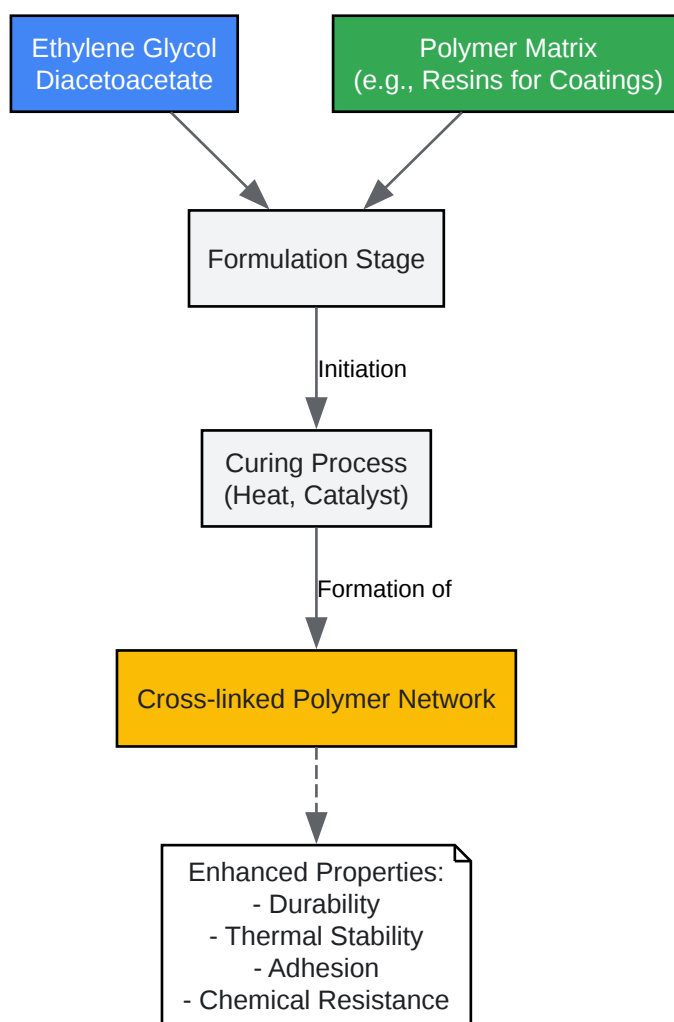 Ethylene Glycol
Diacetoacetate
Polymer Matrix
(e.g., Resins for Coatings)
Formulation Stage
Initiation
Curing Process
(Heat, Catalyst)
Formation of
Cross-linked Polymer Network
Enhanced Properties:
- Durability
- Thermal Stability
- Adhesion
- Chemical Resistance